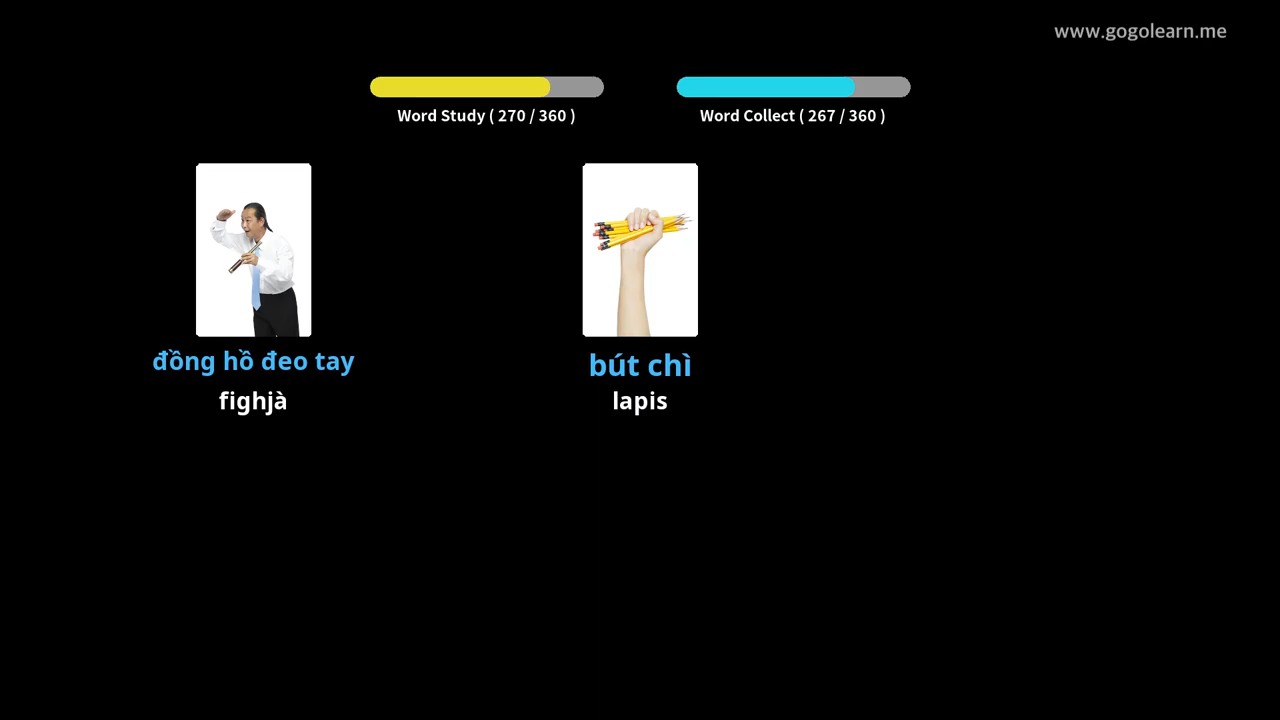 www.gogolearn.me
Word Study ( 270 / 360 )
Word Collect ( 267 / 360 )
đồng hồ đeo tay
fighjà
bút chì
lapis